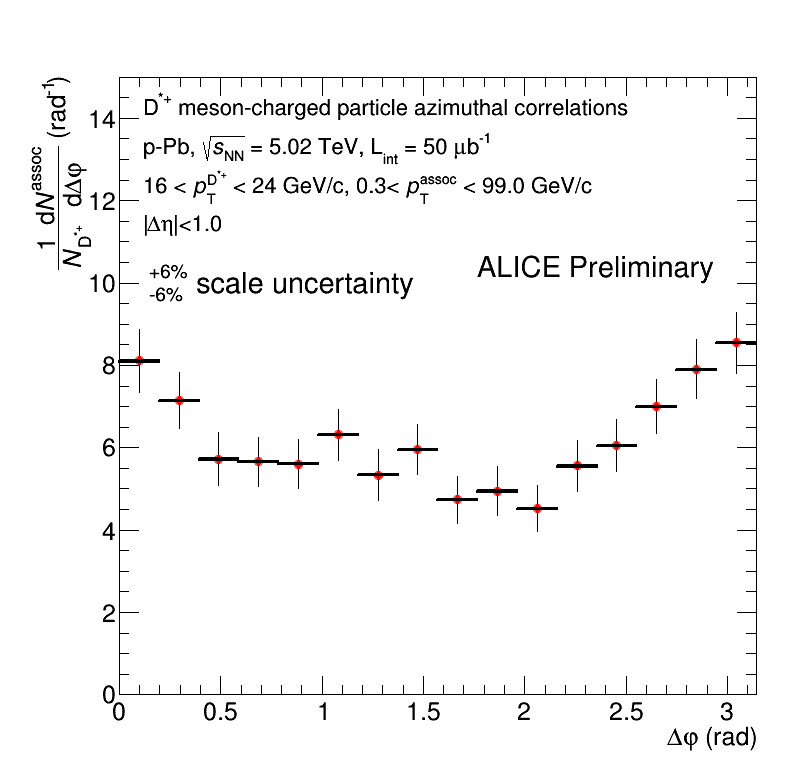 D*+ meson-charged particle azimuthal correlations
p-Pb, √sNN = 5.02 TeV, Lint = 50 μb-1
16 < pTD*+ < 24 GeV/c, 0.3< pTassoc < 99.0 GeV/c
|Δη|<1.0
+6%
-6% scale uncertainty
ALICE Preliminary
1 dNassoc
ND*+ dΔφ (rad-1)
14
12
10
8
6
4
2
0
0 0.5 1 1.5 2 2.5 3
Δφ (rad)